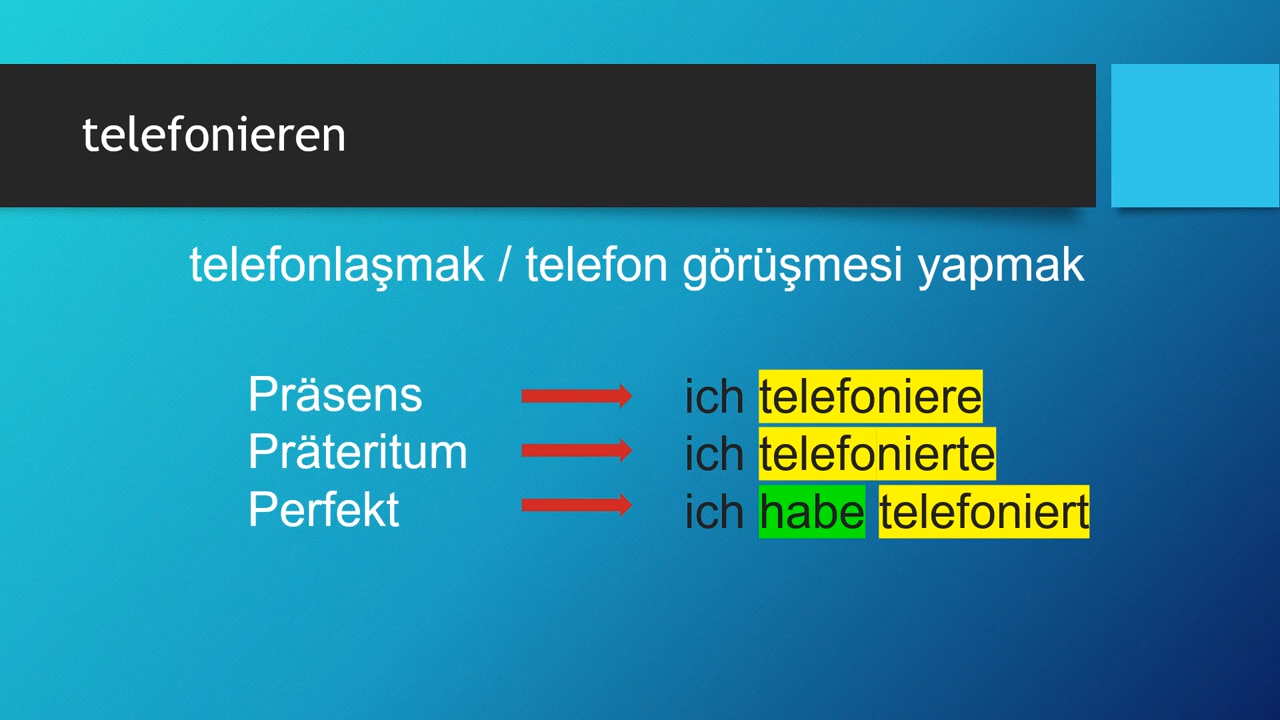 telefonieren
telefonlaşmak / telefon görüşmesi yapmak
Präsens ich telefoniere
Präteritum ich telefonierte
Perfekt ich habe telefoniert